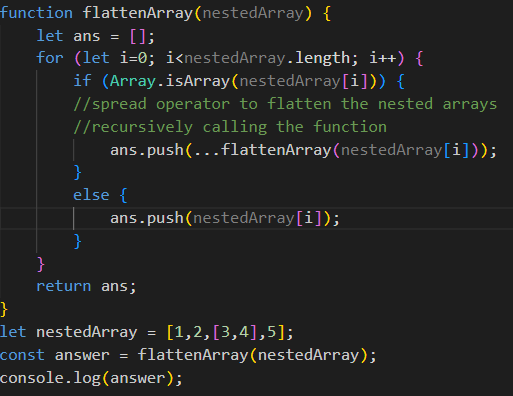 function flattenArray(nestedArray) {
    let ans = [];
    for (let i=0; i<nestedArray.length; i++) {
        if (Array.isArray(nestedArray[i])) {
        //spread operator to flatten the nested arrays
        //recursively calling the function
            ans.push(...flattenArray(nestedArray[i]));
        }
        else {
            ans.push(nestedArray[i]);
        }
    }
    return ans;
}
let nestedArray = [1,2,[3,4],5];
const answer = flattenArray(nestedArray);
console.log(answer);